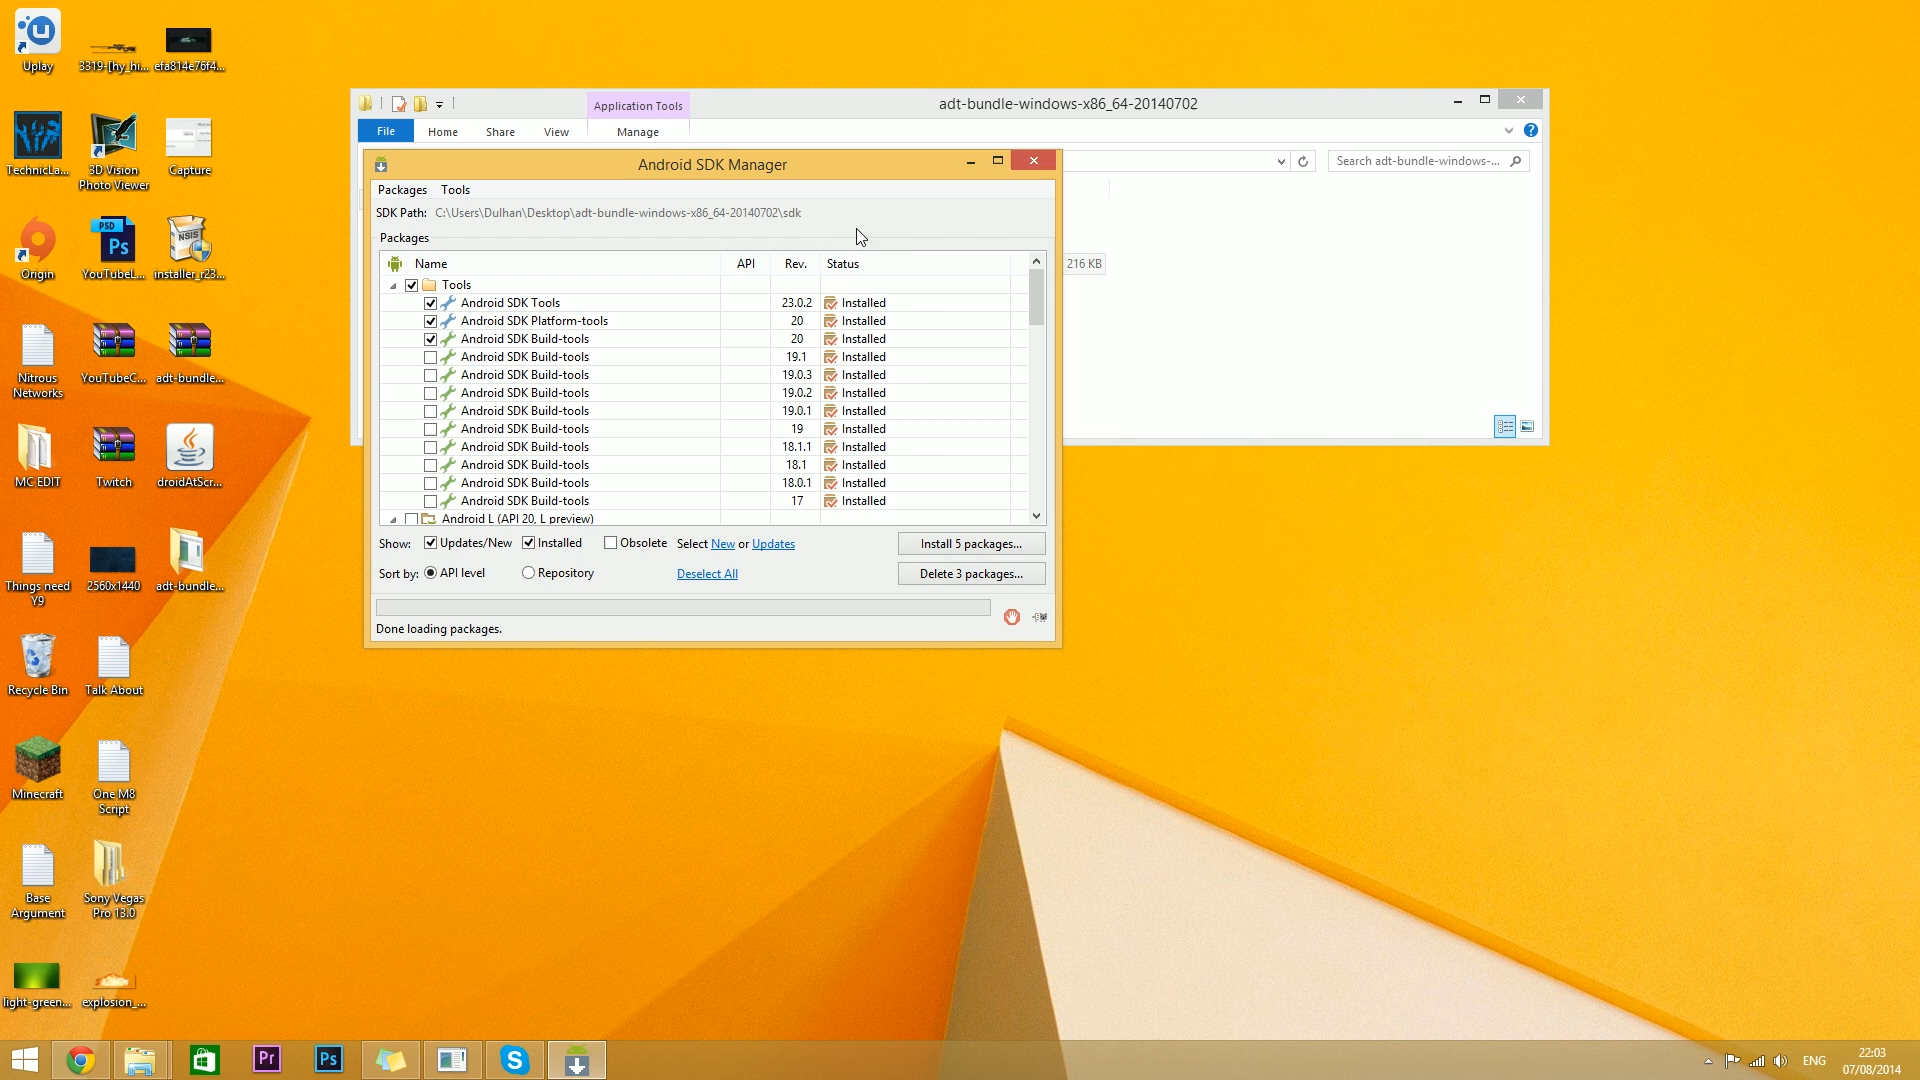 Uplay
3319-[hy_hi...
efa814e76f4...
TechnicLa...
3D Vision
Photo Viewer
Capture
Origin
PSD
Ps
YouTubeL...
NSIS
installer_r23...
Nitrous
Networks
YouTubeC...
adt-bundle...
MC EDIT
Twitch
droidAtScr...
Things need
Y9
2560x1440
adt-bundle...
Recycle Bin
Talk About
Minecraft
One M8
Script
Base
Argument
Sony Vegas
Pro 13.0
light-green...
explosion_...
Application Tools
adt-bundle-windows-x86_64-20140702
File
Home
Share
View
Manage
Search adt-bundle-windows-...
216 KB
Android SDK Manager
Packages Tools
SDK Path: C:\Users\Dulhan\Desktop\adt-bundle-windows-x86_64-20140702\sdk
Packages
Name API Rev. Status
Tools
Android SDK Tools 23.0.2 Installed
Android SDK Platform-tools 20 Installed
Android SDK Build-tools 20 Installed
Android SDK Build-tools 19.1 Installed
Android SDK Build-tools 19.0.3 Installed
Android SDK Build-tools 19.0.2 Installed
Android SDK Build-tools 19.0.1 Installed
Android SDK Build-tools 19 Installed
Android SDK Build-tools 18.1.1 Installed
Android SDK Build-tools 18.1 Installed
Android SDK Build-tools 18.0.1 Installed
Android SDK Build-tools 17 Installed
Android L (API 20, L preview)
Show: Updates/New Installed Obsolete Select New or Updates
Install 5 packages...
Sort by: API level Repository Deselect All
Delete 3 packages...
Done loading packages.
Pr
Ps
ENG
22:03
07/08/2014